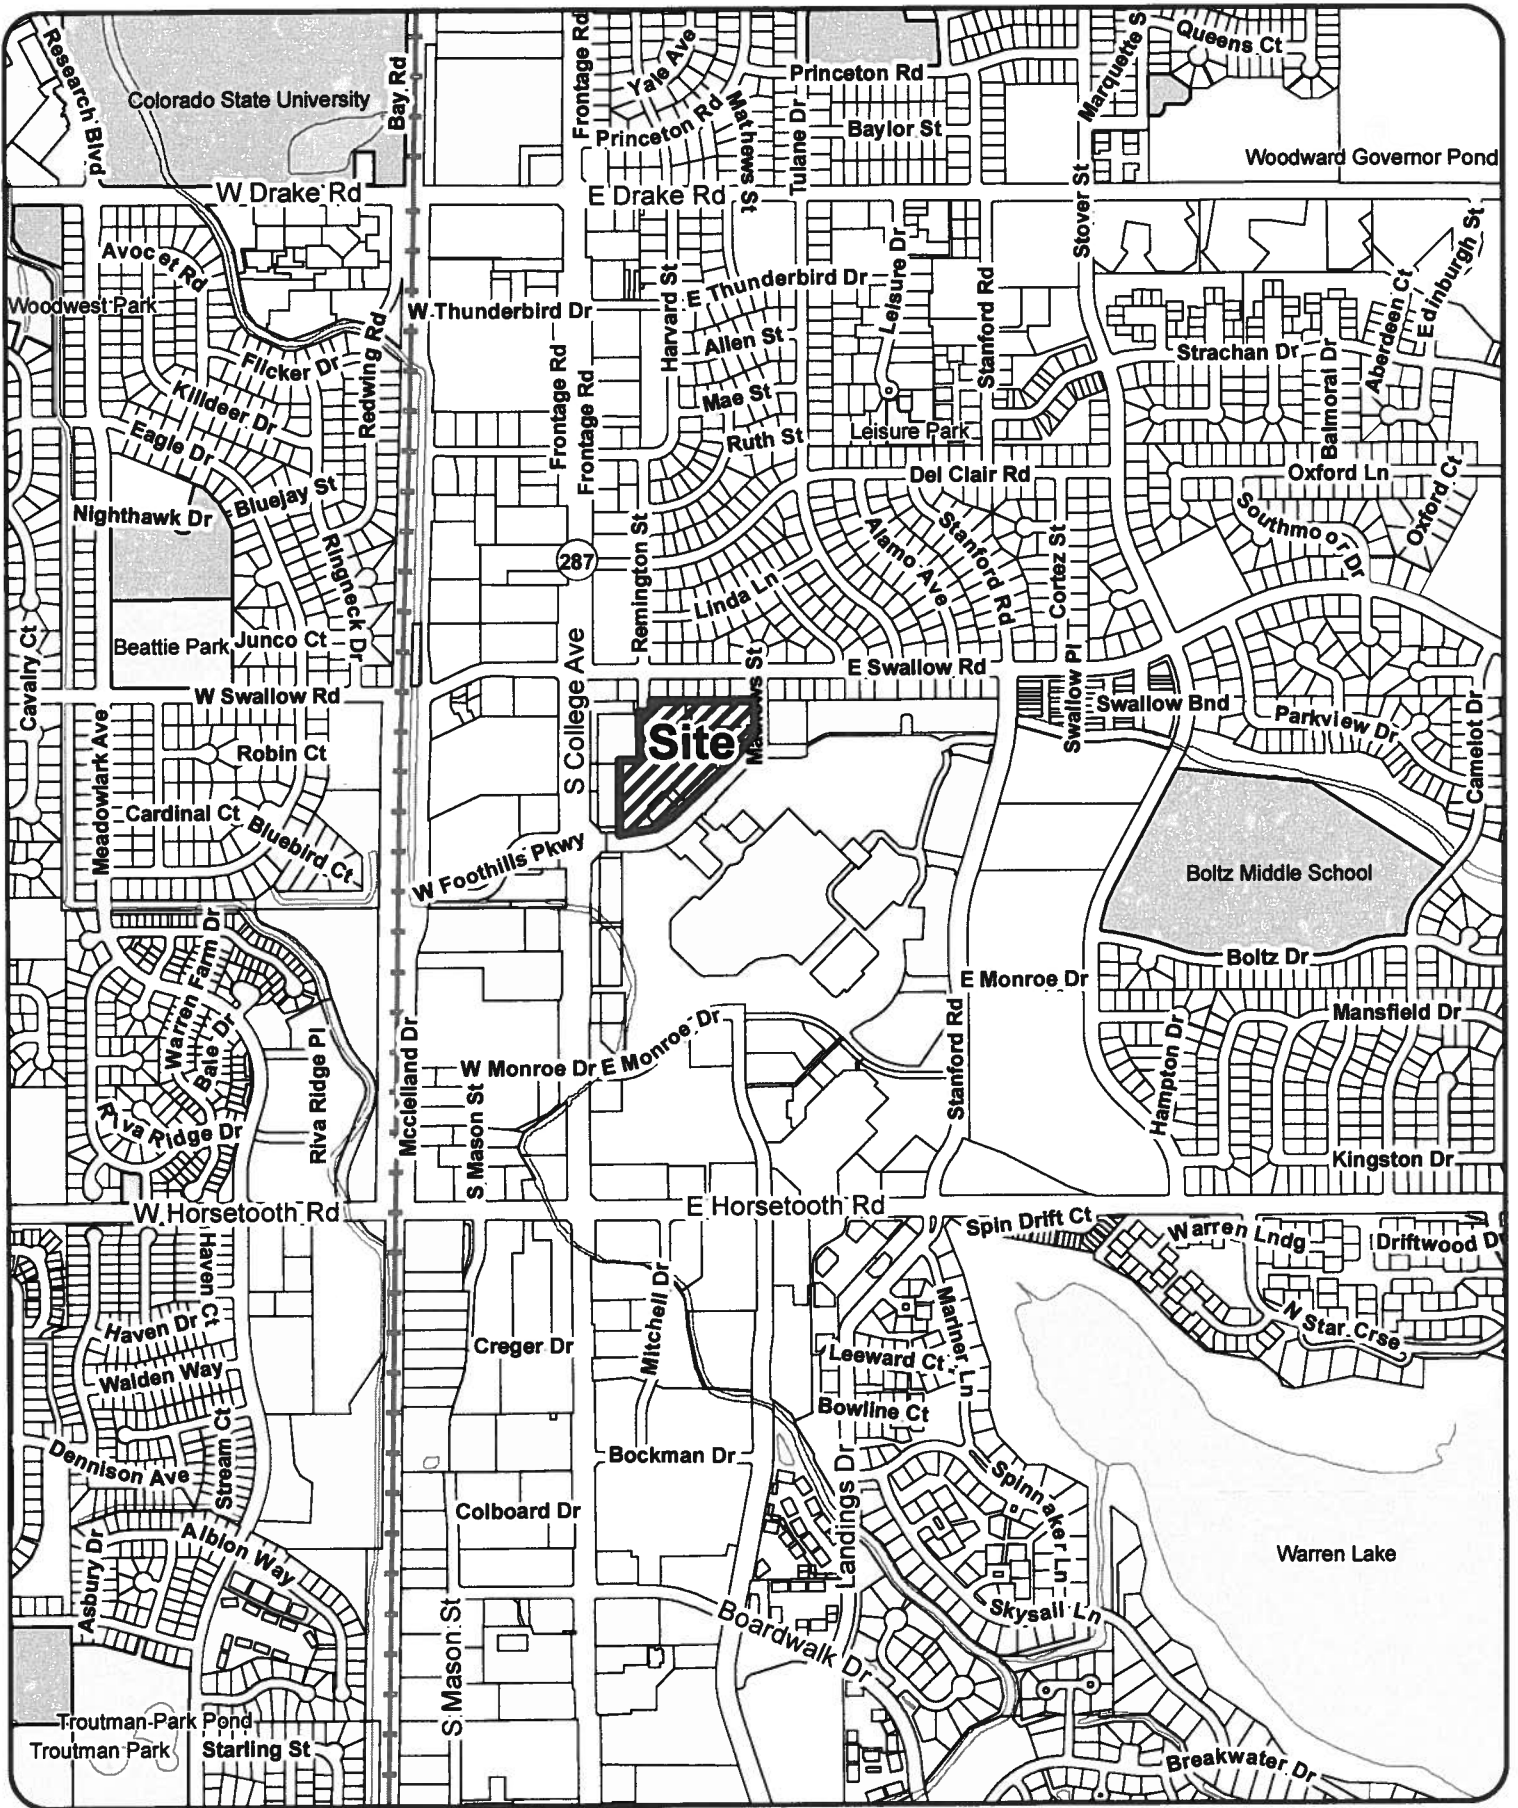 Research Blvd
Colorado State University
Bay Rd
Frontage Rd
Yale Ave
Princeton Rd
Mathews St
Tulane Dr
Princeton Rd
Baylor St
Marquette S
Queens Ct
Woodward Governor Pond
W Drake Rd
E Drake Rd
Stover St
Avocet Rd
Woodwest Park
W Thunderbird Dr
Harvard St
E Thunderbird Dr
Leisure Dr
Stanford Rd
Edinburgh St
Aberdeen Ct
Flicker Dr
Redwing Rd
Allen St
Strachan Dr
Balmoral Dr
Killdeer Dr
Frontage Rd
Frontage Rd
Mae St
Eagle Dr
Ruth St
Leisure Park
Del Clair Rd
Oxford Ln
Oxford Ct
Bluejay St
Nighthawk Dr
Southmoor Dr
Ringneck Dr
287
Remington St
Alamo Ave
Stanford Rd
Cortez St
Linda Ln
Cavalry Ct
Beattie Park
Junco Ct
S College Ave
Mathews St
E Swallow Rd
Swallow Pl
W Swallow Rd
Swallow Bnd
Parkview Dr
Camelot Dr
Meadowlark Ave
Robin Ct
Site
Cardinal Ct
Bluebird Ct
W Foothills Pkwy
Boltz Middle School
Warren Farm Dr
Boltz Dr
E Monroe Dr
Mansfield Dr
Bale Dr
Riva Ridge Pl
Mcclelland Dr
W Monroe Dr
E Monroe Dr
Stanford Rd
Hampton Dr
S Mason St
Riva Ridge Dr
Kingston Dr
W Horsetooth Rd
E Horsetooth Rd
Spin Drift Ct
Warren Lndg
Driftwood D
Haven Ct
Haven Dr
Mitchell Dr
Mariner Ln
N Star Crse
Creger Dr
Leeward Ct
Walden Way
Bowline Ct
Dennison Ave
Stream Ct
Bockman Dr
Landings Dr
Spinnaker Ln
Colboard Dr
Albion Way
Asbury Dr
Warren Lake
Skysail Ln
Boardwalk Dr
S Mason St
Troutman Park Pond
Troutman Park
Starling St
Breakwater Dr